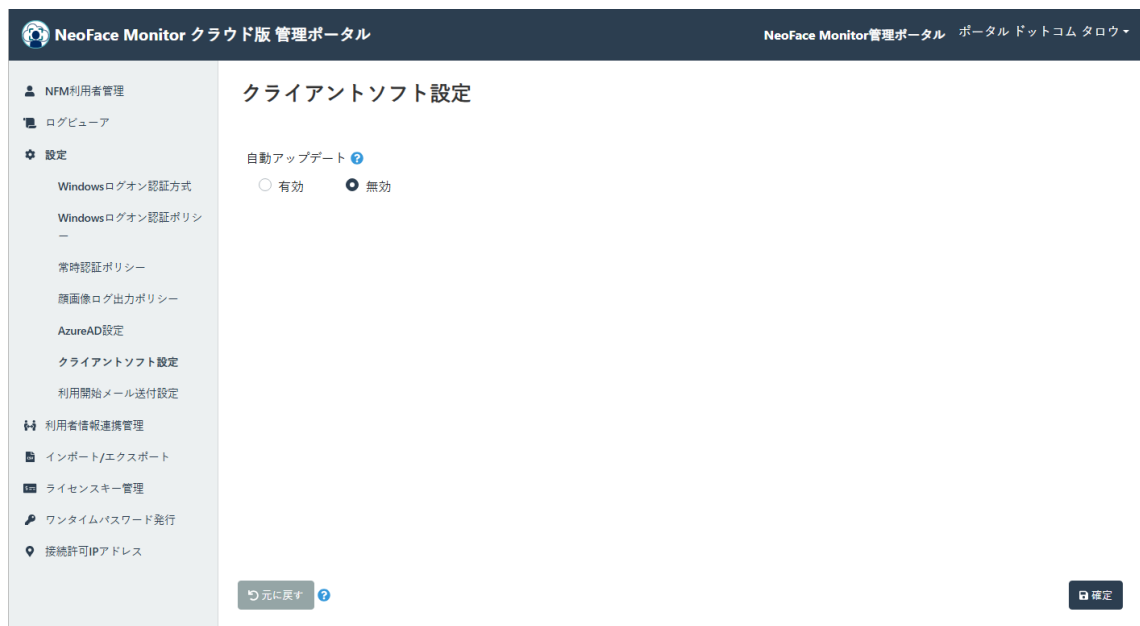 NeoFace Monitor クラウド版 管理ポータル
NeoFace Monitor管理ポータル
ポータル ドットコム タロウ
NFM利用者管理
ログビューア
設定
Windowsログオン認証方式
Windowsログオン認証ポリシ
ー
常時認証ポリシー
顔画像ログ出力ポリシー
AzureAD設定
クライアントソフト設定
利用開始メール送付設定
利用者情報連携管理
インポート/エクスポート
ライセンスキー管理
ワンタイムパスワード発行
接続許可IPアドレス
クライアントソフト設定
自動アップデート ?
有効
無効
元に戻す ?
確定